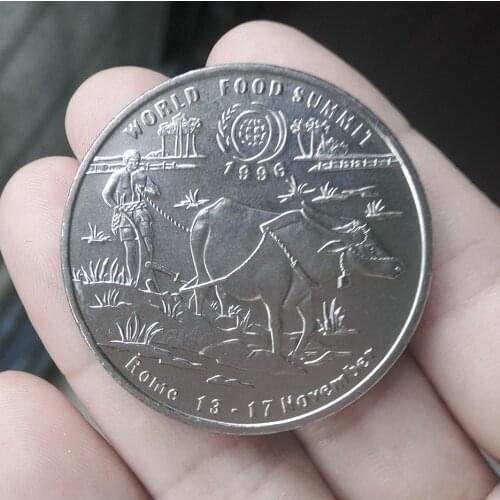 WORLD FOOD SUMMIT
1996
Rome 13 - 17 November